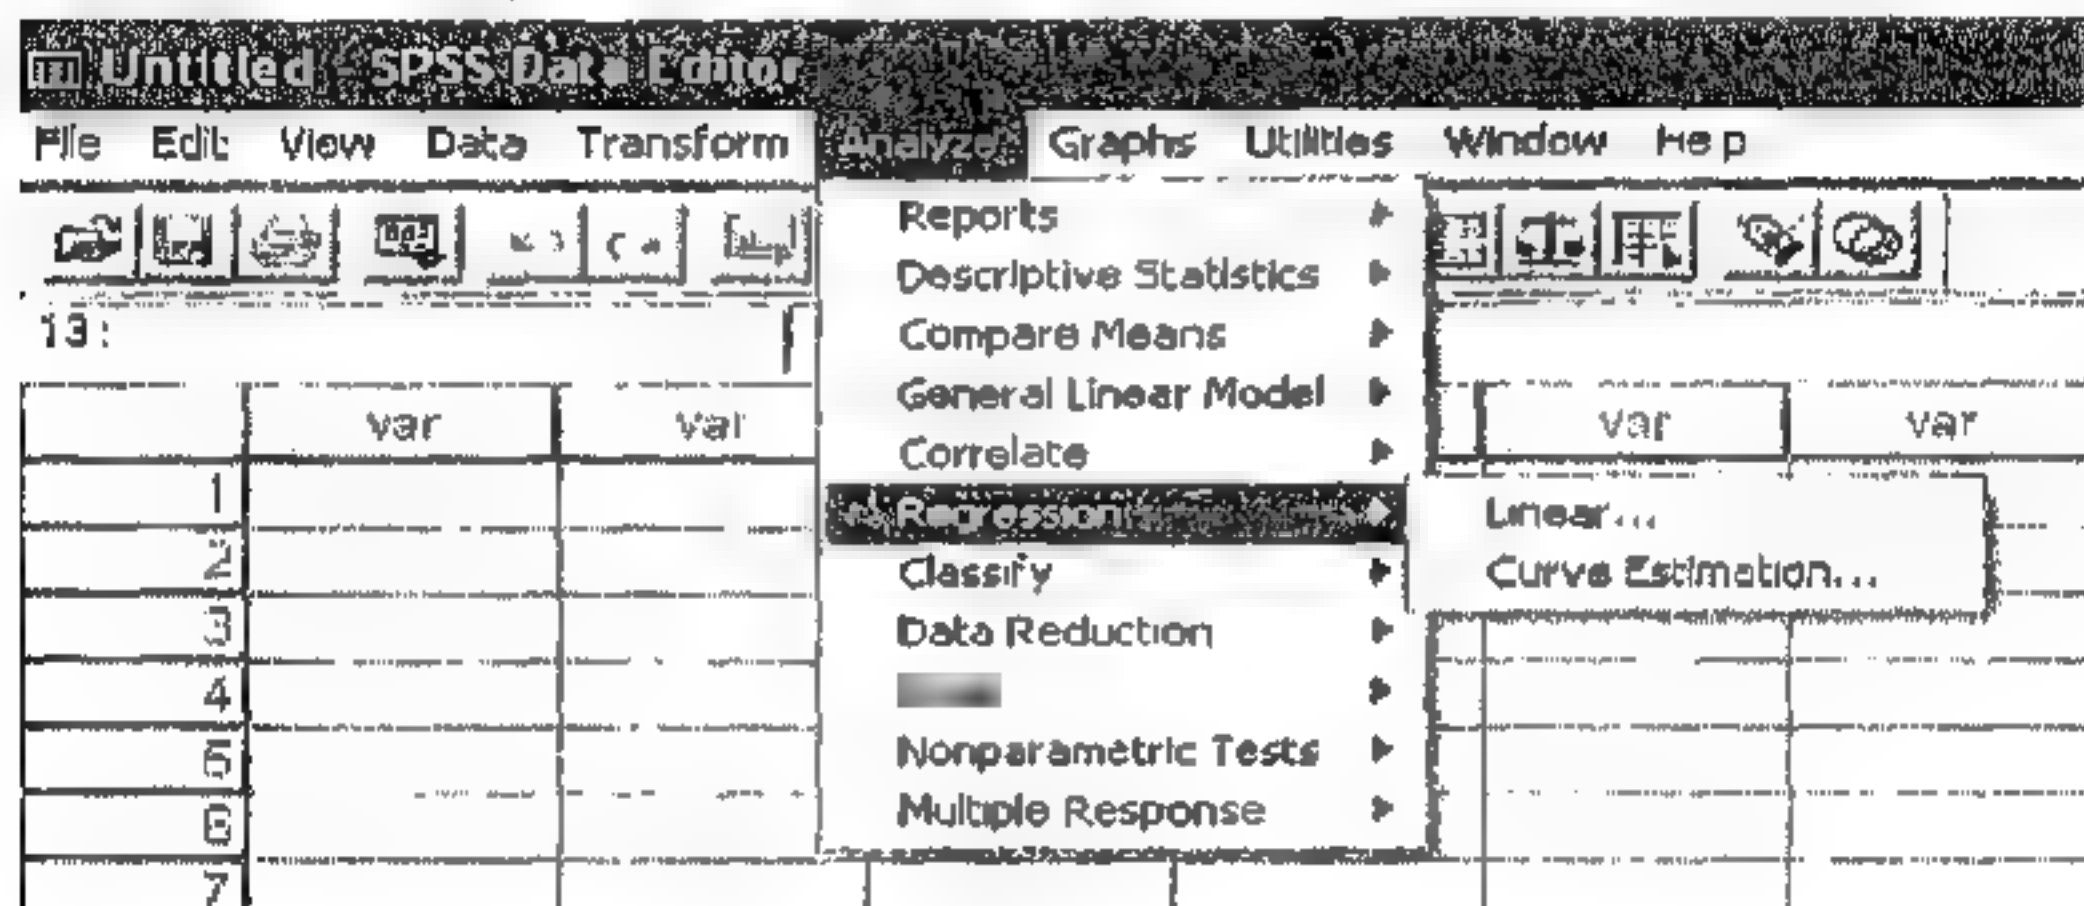 Untitled - SPSS Data Editor
File Edit View Data Transform Analyze Graphs Utilities Window Help
Reports
Descriptive Statistics
13:
Compare Means
General Linear Model
var var var var
Correlate
1
Regression Linear...
2
Classify Curve Estimation...
3
Data Reduction
4
5
Nonparametric Tests
6
Multiple Response
7